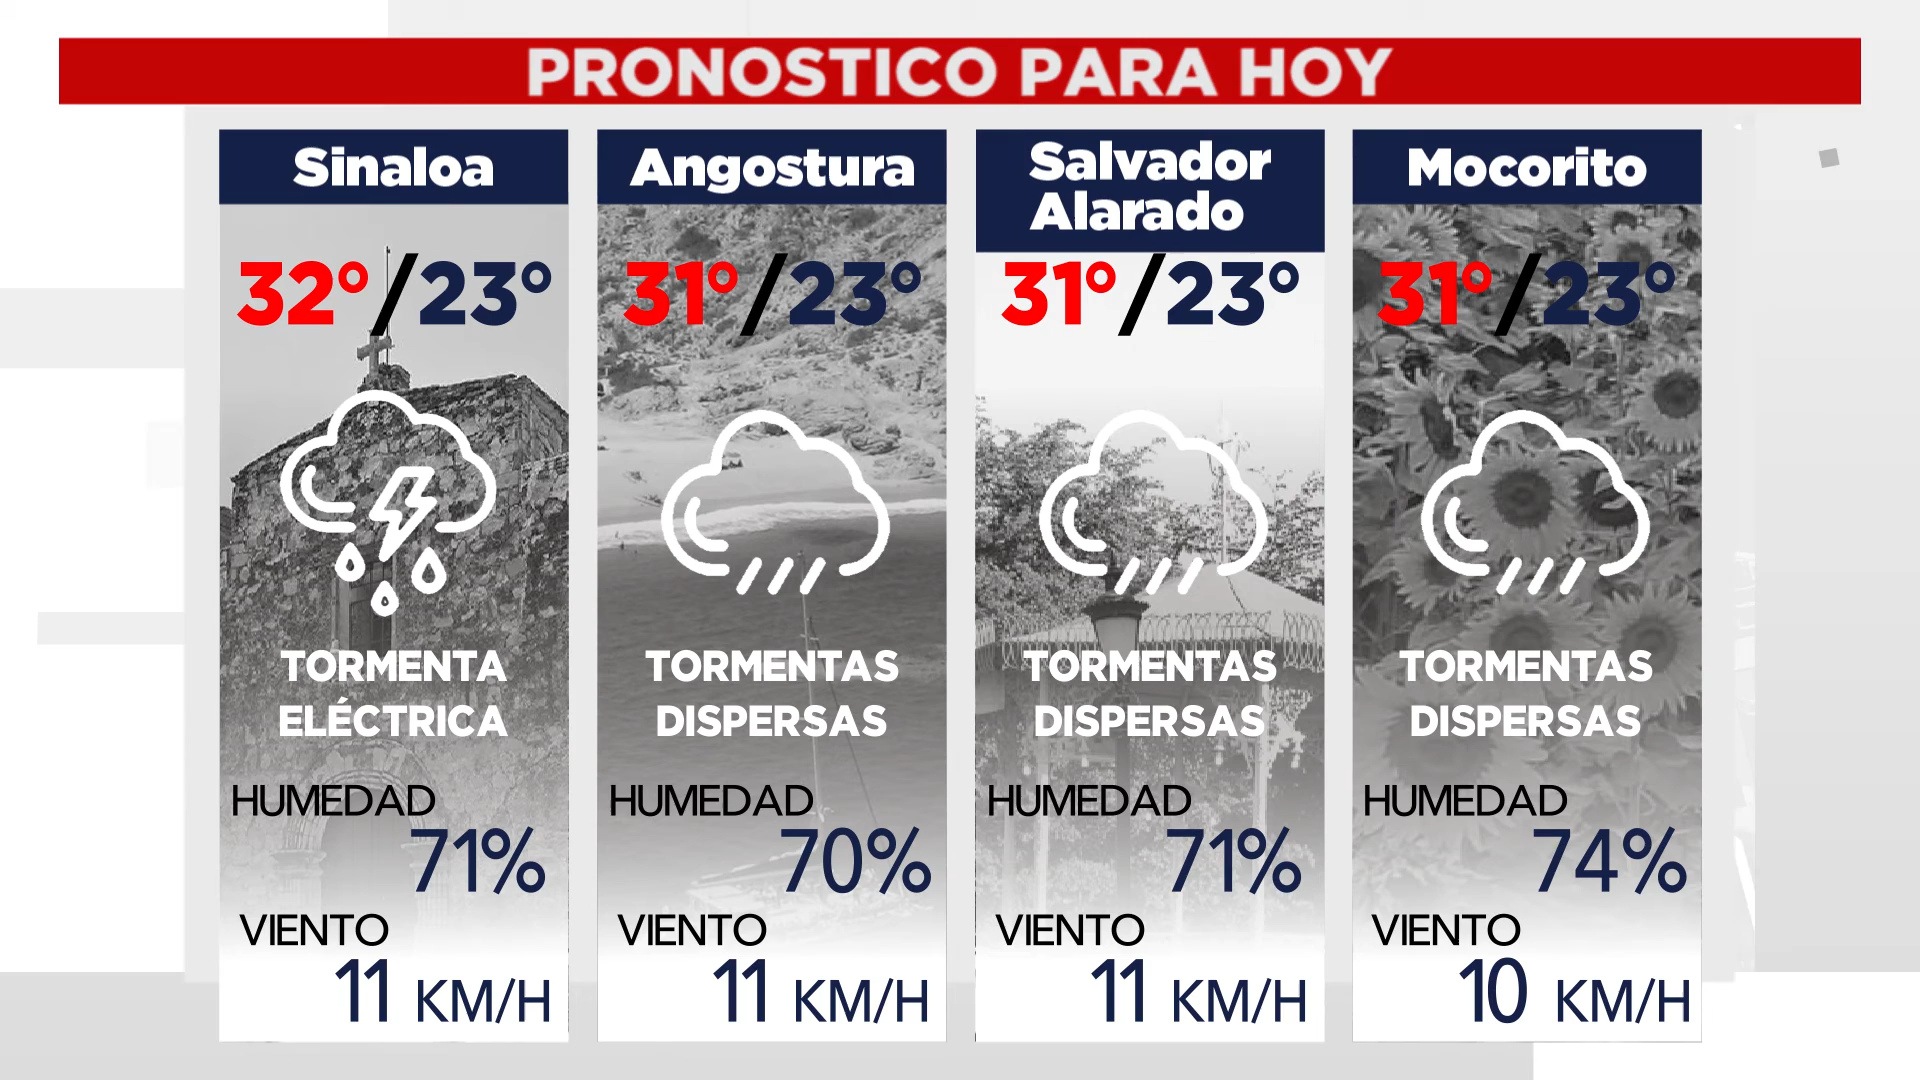 PRONOSTICO PARA HOY
Sinaloa
32°/23°
TORMENTA
ELÉCTRICA
HUMEDAD
71%
VIENTO
11 KM/H
Angostura
31°/23°
TORMENTAS
DISPERSAS
HUMEDAD
70%
VIENTO
11 KM/H
Salvador
Alarado
31°/23°
TORMENTAS
DISPERSAS
HUMEDAD
71%
VIENTO
11 KM/H
Mocorito
31°/23°
TORMENTAS
DISPERSAS
HUMEDAD
74%
VIENTO
10 KM/H